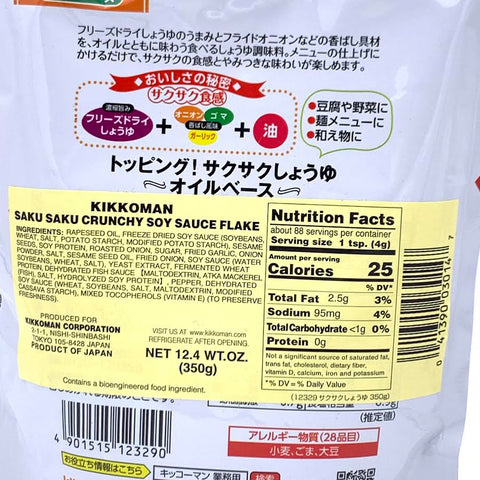 フリーズドライしょうゆのうまみとフライドオニオンなどの香ばし具材
を、オイルとともに味わう食べるしょうゆ調味料。メニューの仕上げに
かけるだけで、サクサクの食感とやみつきな味わいが楽しめます。
おいしさの秘密
サクサク食感
濃縮旨み
フリーズドライ
しょうゆ
+
オニオン ゴマ
香ばし風味
ガーリック
+
油
●豆腐や野菜に
●麺メニューに
●和え物に
トッピング!サクサクしょうゆ
〜オイルベース〜
KIKKOMAN
SAKU SAKU CRUNCHY SOY SAUCE FLAKE
INGREDIENTS: RAPESEED OIL, FREEZE DRIED SOY SAUCE (SOYBEANS,
WHEAT, SALT, POTATO STARCH), MODIFIED POTATO STARCH), SESAME
SEEDS, SOY PROTEIN, ROASTED ONION, SUGAR, FRIED GARLIC, ONION
POWDER, SALT, SESAME SEED OIL, FRIED ONION, SOY SAUCE (WATER,
SOYBEANS, WHEAT, SALT), YEAST EXTRACT, FERMENTED WHEAT
PROTEIN, DEHYDRATED FISH SAUCE 【MALTODEXTRIN, ATKA MACKEREL
(FISH), SALT, HYDROLYZED SOY PROTEIN】, PEPPER, DEHYDRATED
SOY SAUCE (WHEAT, SOYBEANS, SALT, MALTODEXTRIN, MODIFIED
CASSAVA STARCH), MIXED TOCOPHEROLS (VITAMIN E) (TO PRESERVE
FRESHNESS).
PRODUCED FOR
KIKKOMAN CORPORATION
2-1-1, NISHI-SHINBASHI
TOKYO 105-8428 JAPAN
PRODUCT OF JAPAN
VISIT US AT www.kikkoman.com
REFRIGERATE AFTER OPENING.
NET 12.4 WT.OZ.
(350g)
Contains a bioengineered food ingredient.
Nutrition Facts
about 88 servings per container
Serving size 1 tsp. (4g)
Amount per serving
Calories 25
% DV*
Total Fat 2.5g 3%
Sodium 95mg 4%
Total Carbohydrate <1g 0%
Protein 0g
Not a significant source of saturated fat,
trans fat, cholesterol, dietary fiber,
vitamin D, calcium, iron and potassium
*% DV = % Daily Value
(12329 サクサクしょうゆ 350g)
0 41390 03014 7
(推定値)
4 901515 123290
アレルギー物質(28品目)
小麦、ごま、大豆
お役立ち情報はこちら
キッコーマン 業務用
検索